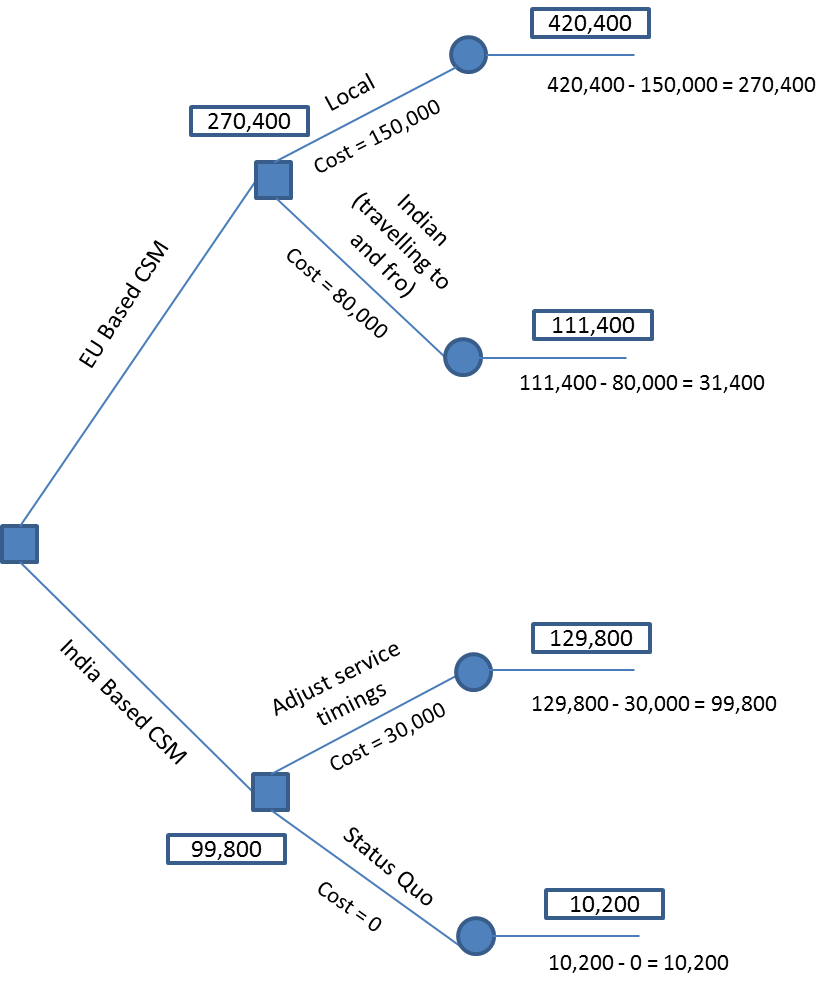 420,400
420,400 - 150,000 = 270,400
Local
270,400
Cost = 150,000
Indian
(travelling to
and fro)
Cost = 80,000
EU Based CSM
111,400
111,400 - 80,000 = 31,400
129,800
129,800 - 30,000 = 99,800
Adjust service
timings
Cost = 30,000
India Based CSM
99,800
Status Quo
Cost = 0
10,200
10,200 - 0 = 10,200